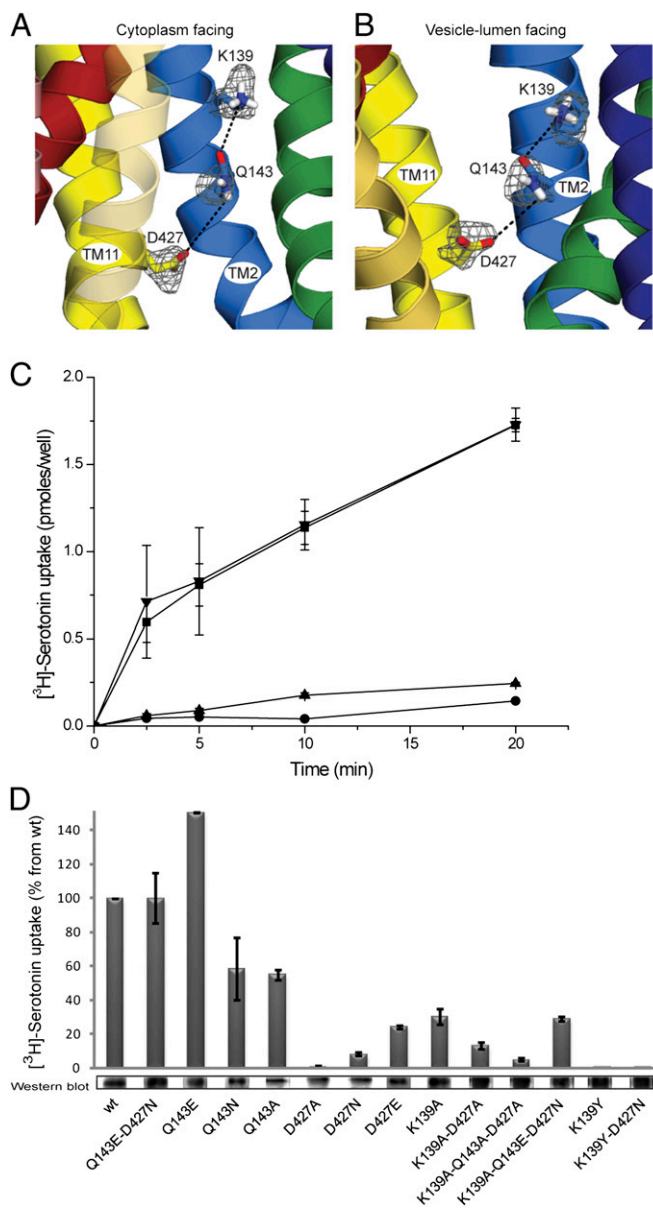 A
Cytoplasm facing
K139
Q143
D427
TM11
TM2
B
Vesicle-lumen facing
K139
Q143
TM11
TM2
D427
C
2.0
1.5
1.0
0.5
0.0
[³H]-Serotonin uptake (pmoles/well)
0 5 10 15 20
Time (min)
D
140
120
100
80
60
40
20
0
[³H]-Serotonin uptake (% from wt)
Western blot
wt
Q143E-D427N
Q143E
Q143N
Q143A
D427A
D427N
D427E
K139A
K139A-D427A
K139A-Q143A-D427A
K139A-Q143E-D427N
K139Y
K139Y-D427N